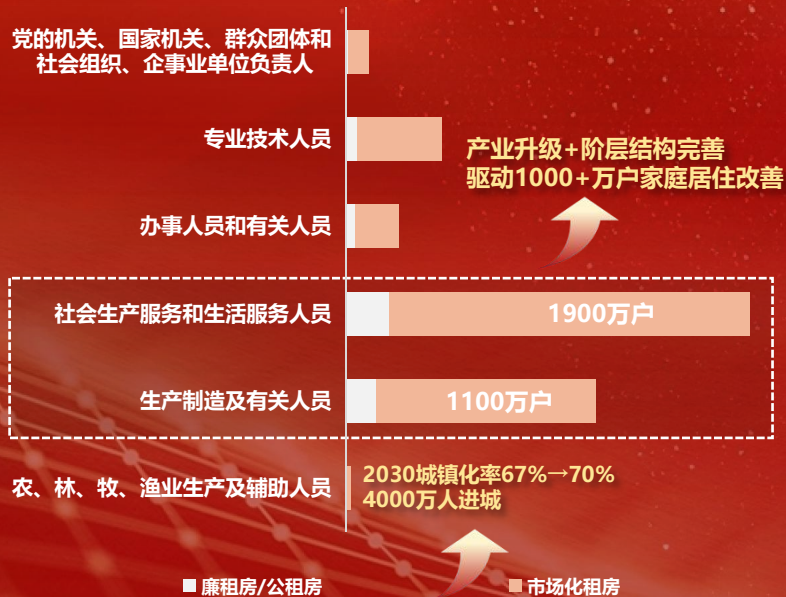 党的机关、国家机关、群众团体和
社会组织、企事业单位负责人
专业技术人员
产业升级+阶层结构完善
驱动1000+万户家庭居住改善
办事人员和有关人员
社会生产服务和生活服务人员
1900万户
生产制造及有关人员
1100万户
农、林、牧、渔业生产及辅助人员
2030城镇化率67%→70%
4000万人进城
廉租房/公租房
市场化租房